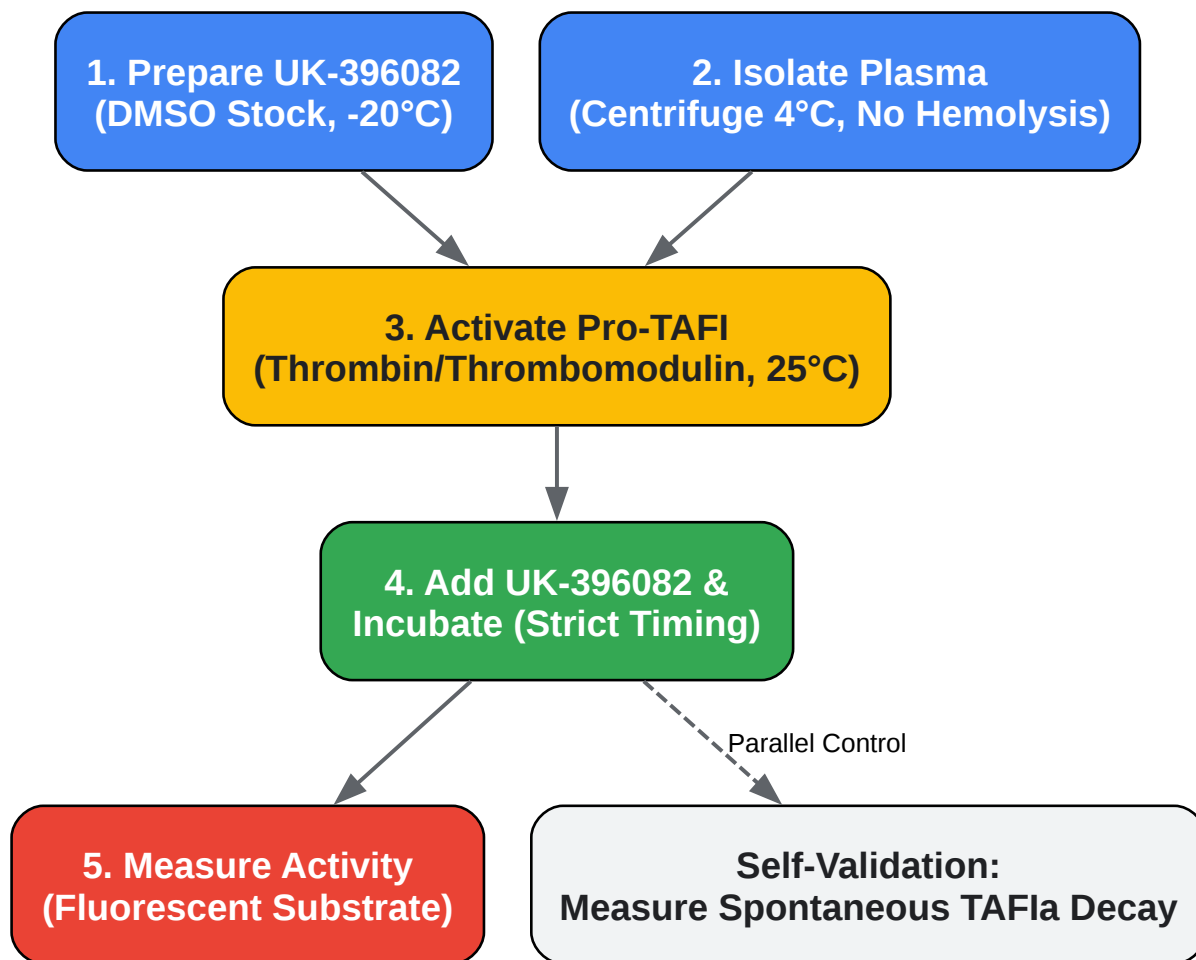 1. Prepare UK-396082
(DMSO Stock, -20°C)
2. Isolate Plasma
(Centrifuge 4°C, No Hemolysis)
3. Activate Pro-TAFI
(Thrombin/Thrombomodulin, 25°C)
4. Add UK-396082 &
Incubate (Strict Timing)
Parallel Control
5. Measure Activity
(Fluorescent Substrate)
Self-Validation:
Measure Spontaneous TAFIa Decay